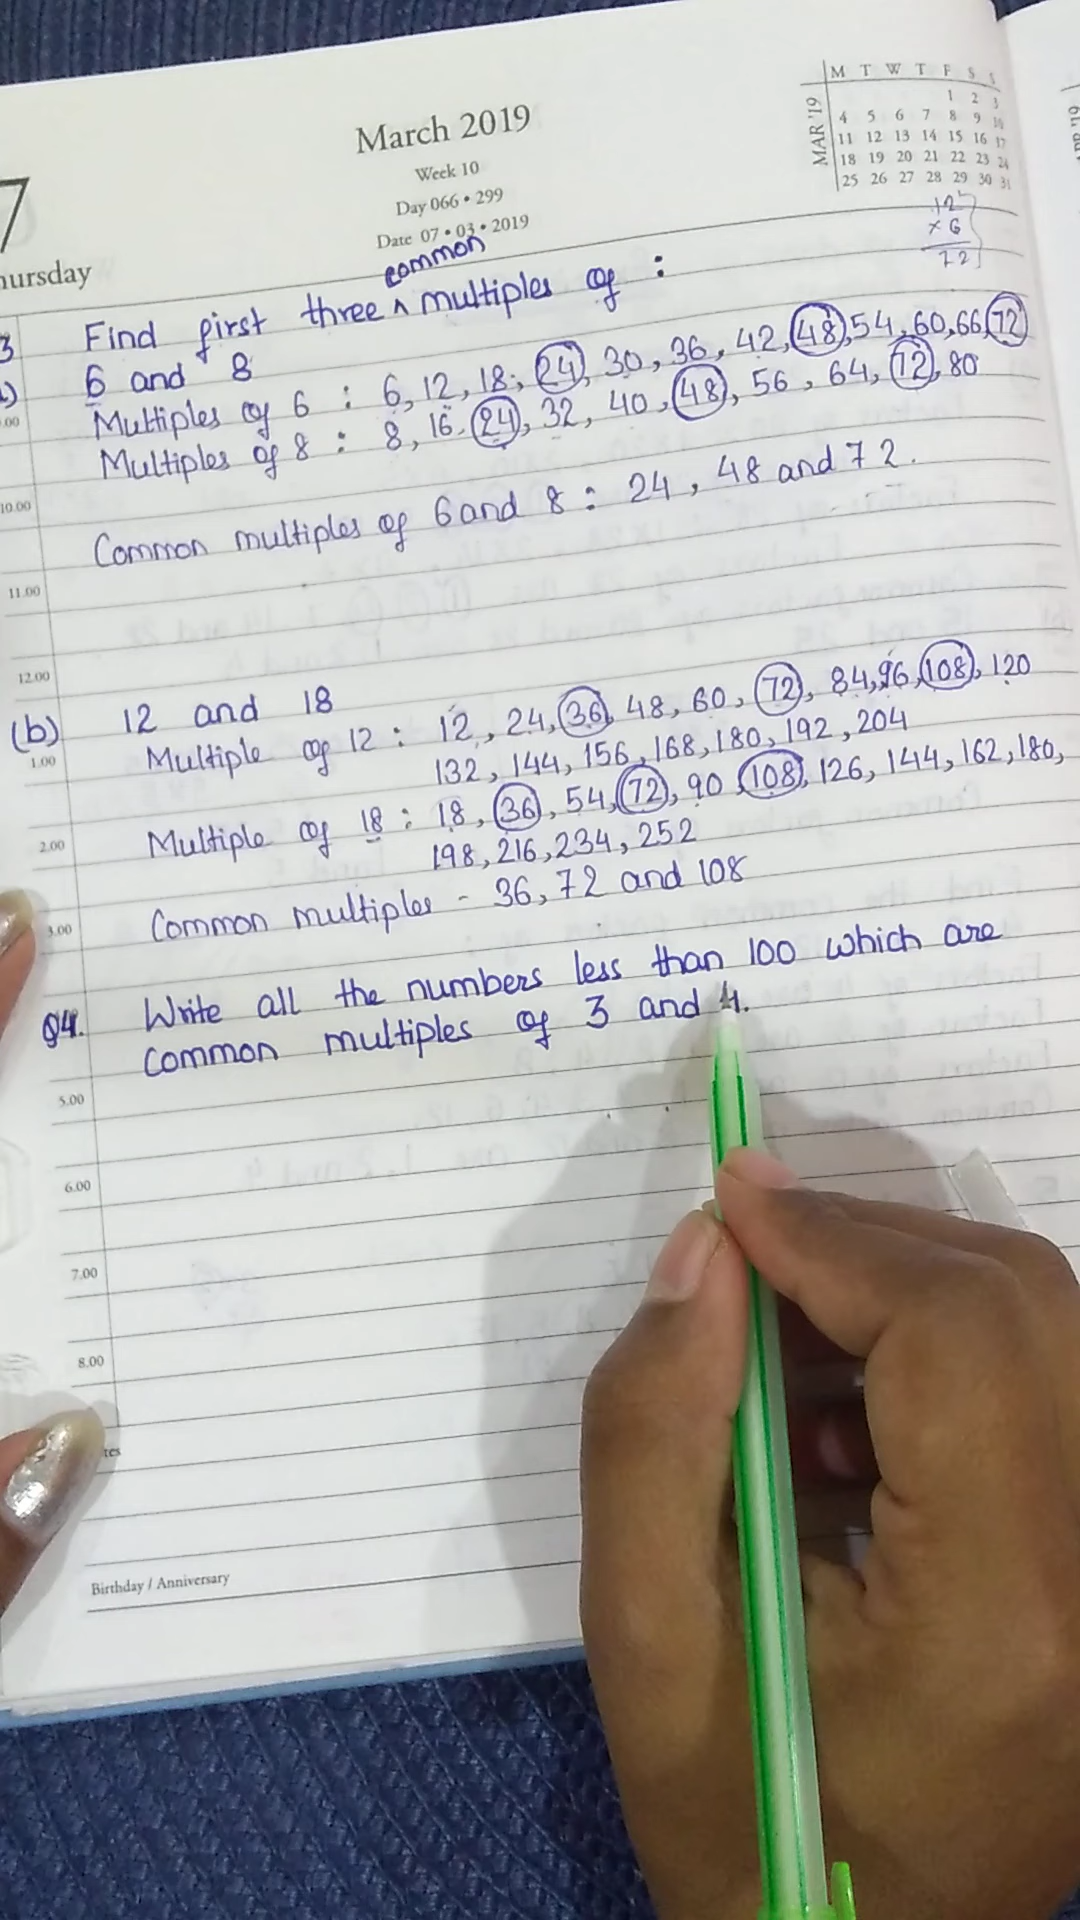 March 2019
Week 10
Day 066 • 299
Date 07 • 03 • 2019
MAR '19
M T W T F S S
1 2 3
4 5 6 7 8 9 10
11 12 13 14 15 16 17
18 19 20 21 22 23 24
25 26 27 28 29 30 31
7
hursday
12
× 6
72
common
3 Find first three ^ multiples of :
6 and 8
Multiples of 6 : 6, 12, 18, 24, 30, 36, 42, 48, 54, 60, 66, 72
Multiples of 8 : 8, 16, 24, 32, 40, 48, 56, 64, 72, 80
10.00
Common multiples of 6 and 8 : 24, 48 and 72.
11.00
12.00
(b) 12 and 18
Multiple of 12 : 12, 24, 36, 48, 60, 72, 84, 96, 108, 120
1.00
132, 144, 156, 168, 180, 192, 204
Multiple of 18 : 18, 36, 54, 72, 90, 108, 126, 144, 162, 180,
2.00
198, 216, 234, 252
Common multiples - 36, 72 and 108
3.00
Q4. Write all the numbers less than 100 which are
common multiples of 3 and 4.
5.00
6.00
7.00
8.00
tes
Birthday / Anniversary